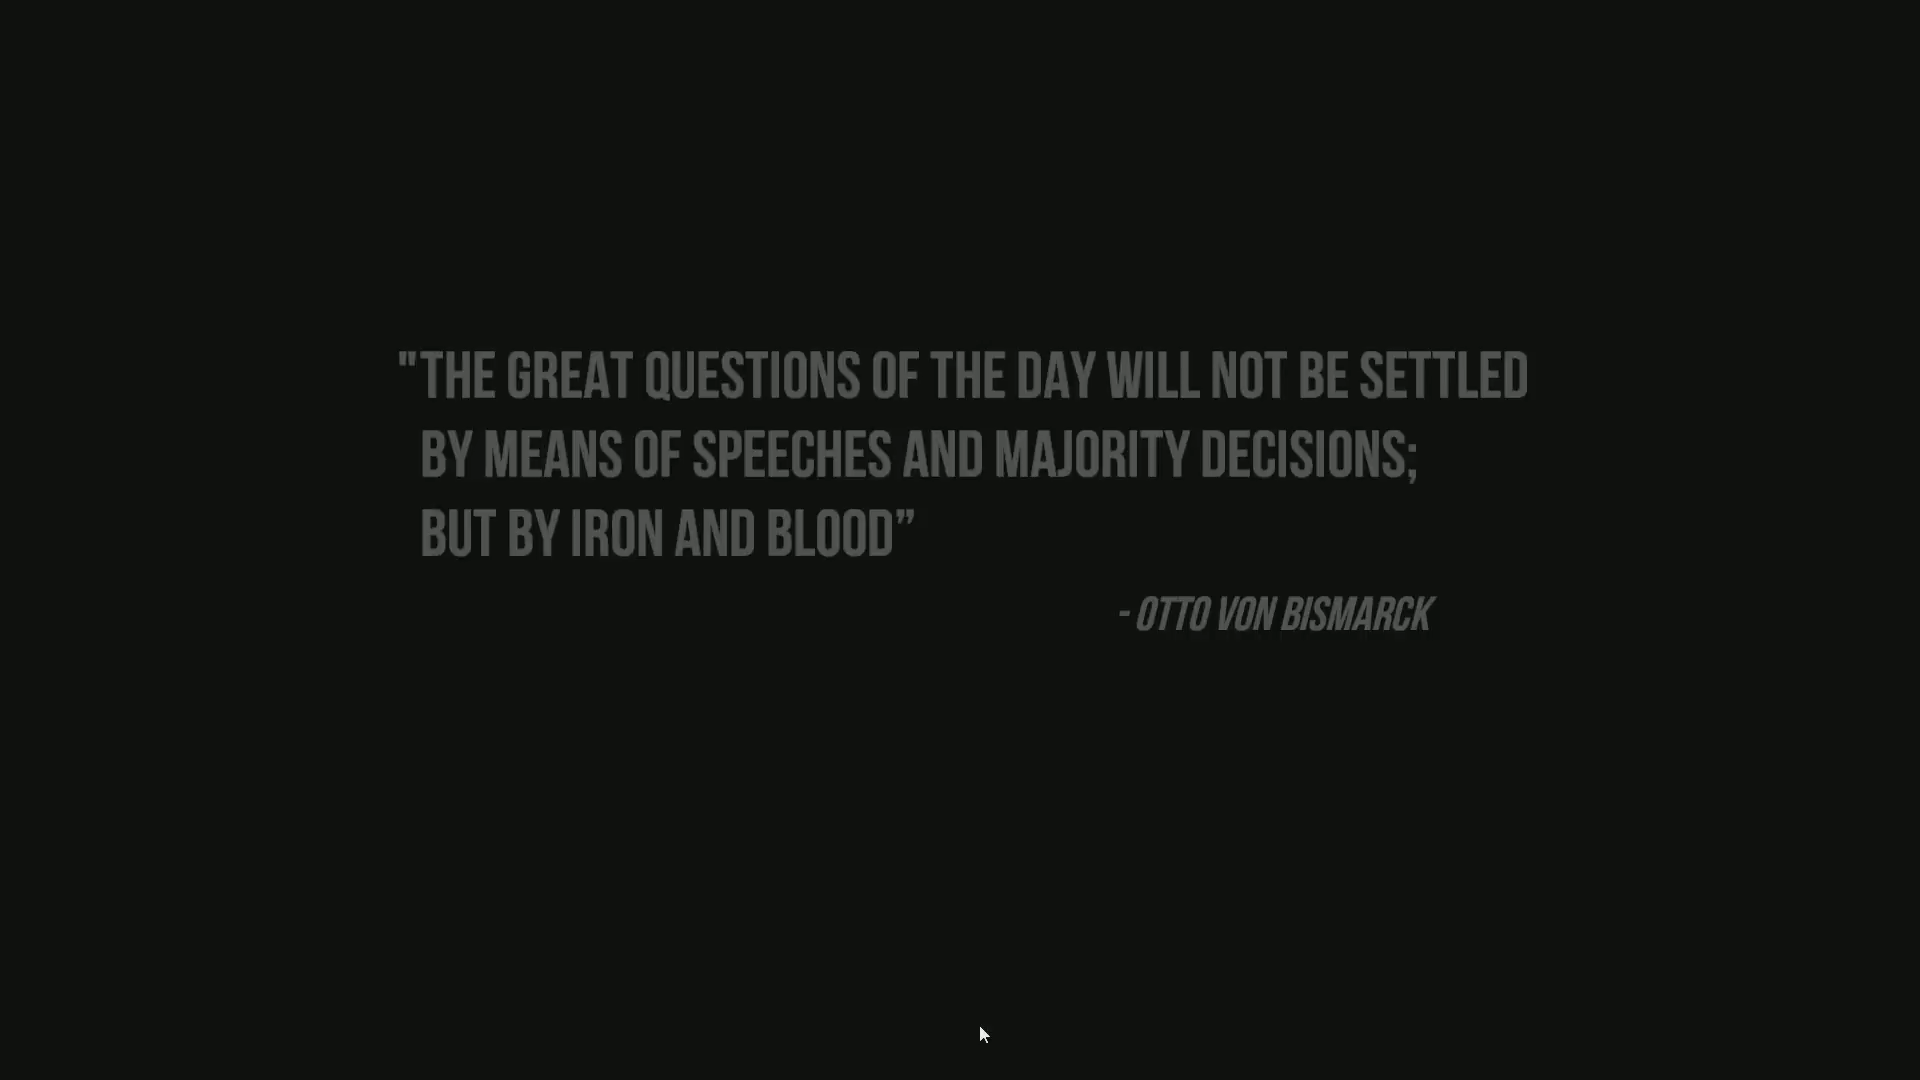 "THE GREAT QUESTIONS OF THE DAY WILL NOT BE SETTLED
BY MEANS OF SPEECHES AND MAJORITY DECISIONS;
BUT BY IRON AND BLOOD”
- OTTO VON BISMARCK